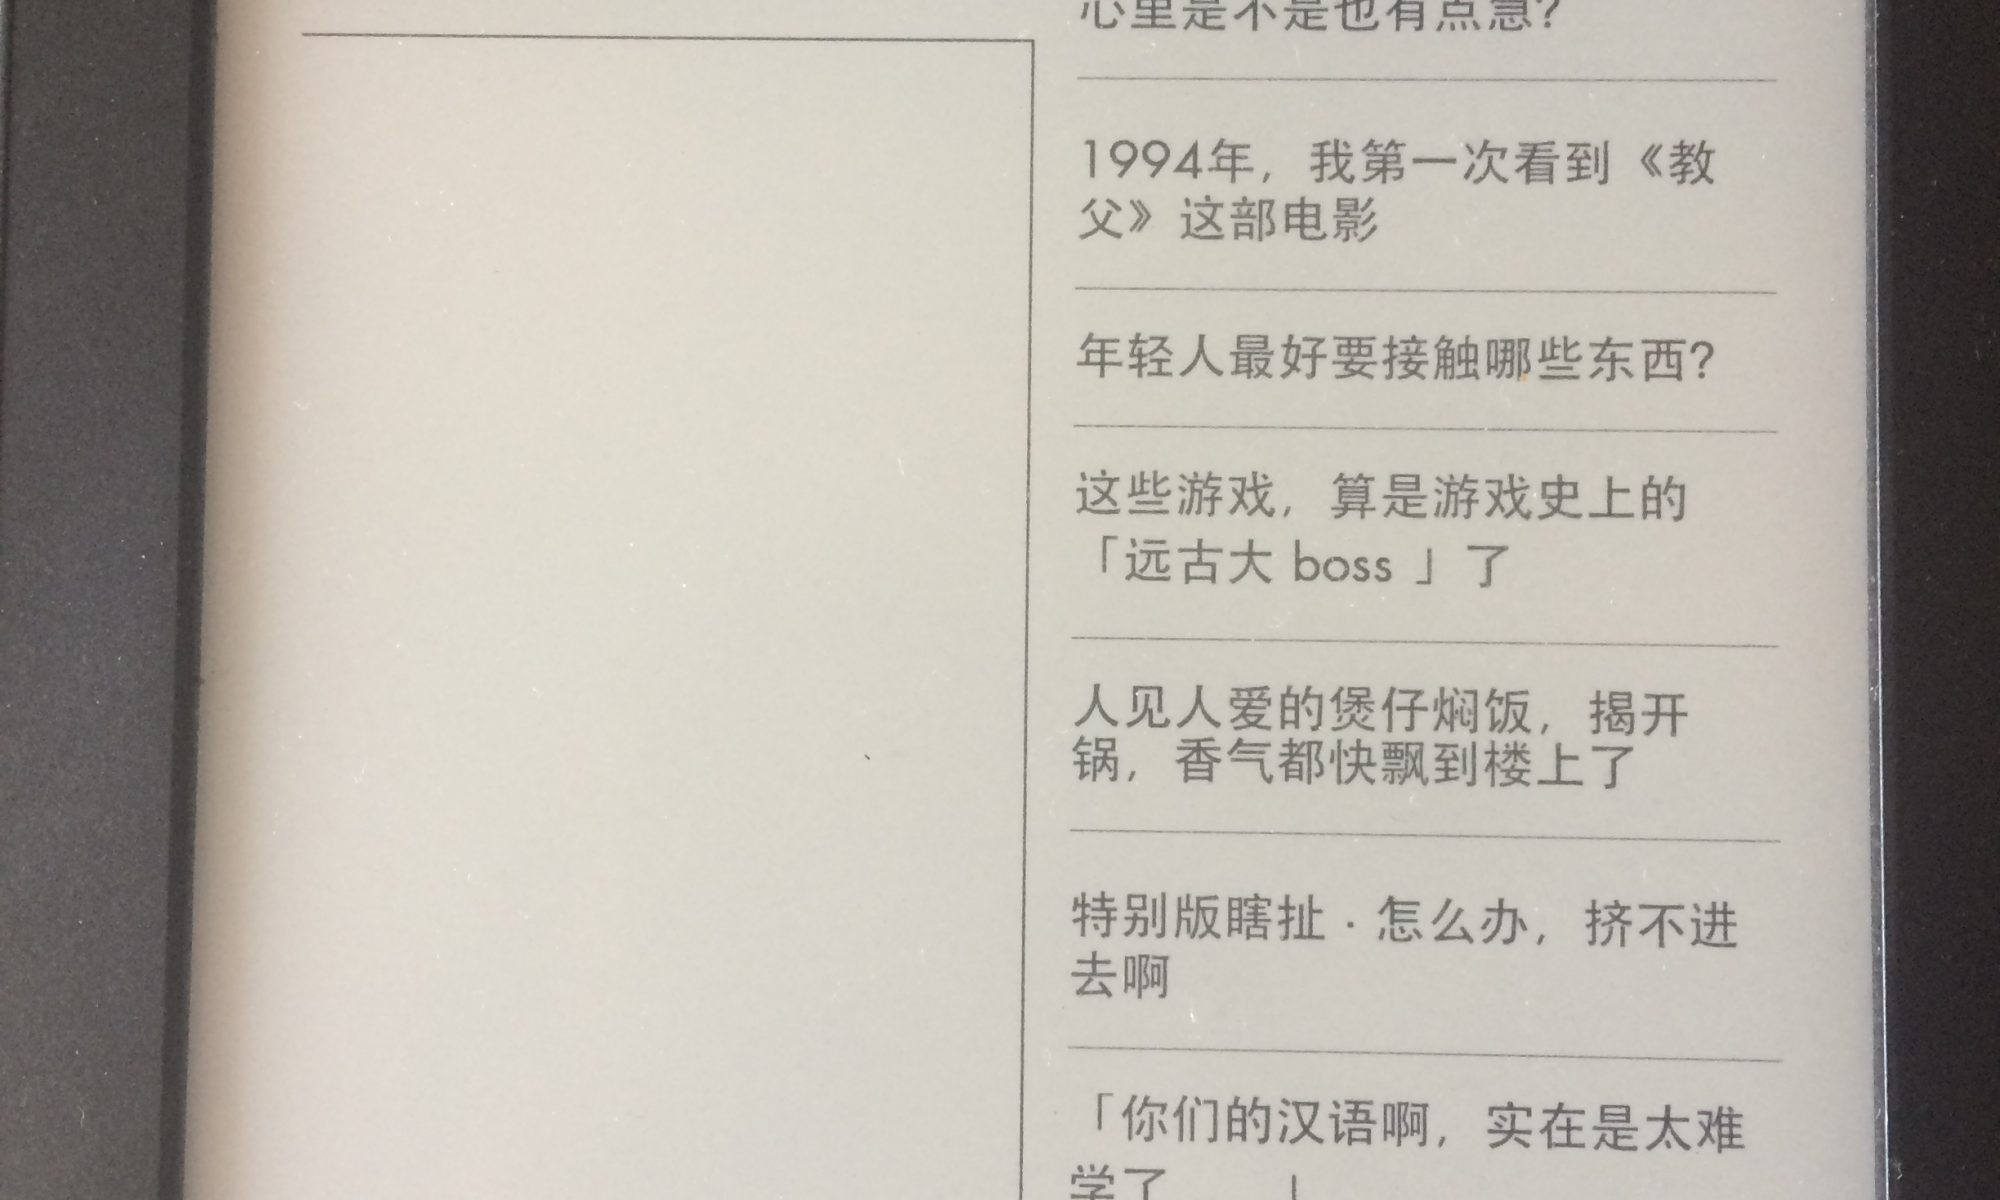 心里是不是也有点急？
1994年，我第一次看到《教
父》这部电影
年轻人最好要接触哪些东西？
这些游戏，算是游戏史上的
「远古大 boss 」了
人见人爱的煲仔焖饭，揭开
锅，香气都快飘到楼上了
特别版瞎扯 · 怎么办，挤不进
去啊
「你们的汉语啊，实在是太难
学了　　」